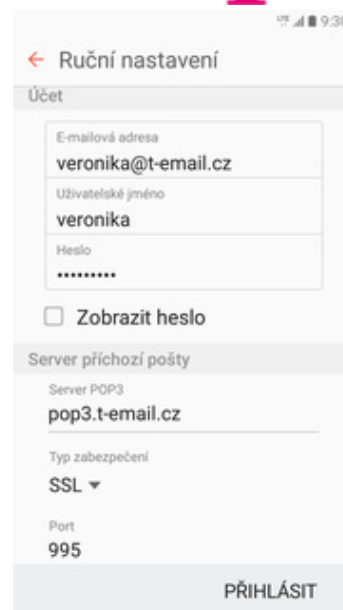 LTE 9:30
Ruční nastavení
Účet
E-mailová adresa
veronika@t-email.cz
Uživatelské jméno
veronika
Heslo
•••••••••
Zobrazit heslo
Server příchozí pošty
Server POP3
pop3.t-email.cz
Typ zabezpečení
SSL
Port
995
PŘIHLÁSIT